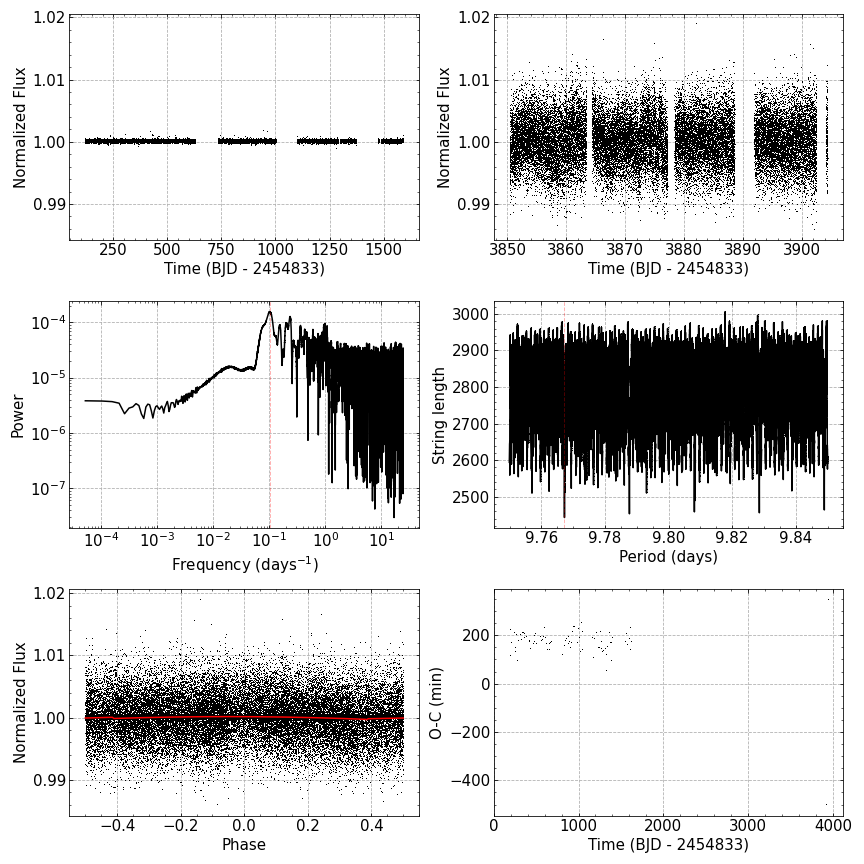 1.02
1.01
1.00
0.99
Normalized Flux
250 500 750 1000 1250 1500
Time (BJD - 2454833)
1.02
1.01
1.00
0.99
Normalized Flux
3850 3860 3870 3880 3890 3900
Time (BJD - 2454833)
10⁻⁴
10⁻⁵
10⁻⁶
10⁻⁷
Power
10⁻⁴ 10⁻³ 10⁻² 10⁻¹ 10⁰ 10¹
Frequency (days⁻¹)
3000
2900
2800
2700
2600
2500
String length
9.76 9.78 9.80 9.82 9.84
Period (days)
1.02
1.01
1.00
0.99
Normalized Flux
−0.4 −0.2 0.0 0.2 0.4
Phase
200
0
−200
−400
O-C (min)
0 1000 2000 3000 4000
Time (BJD - 2454833)